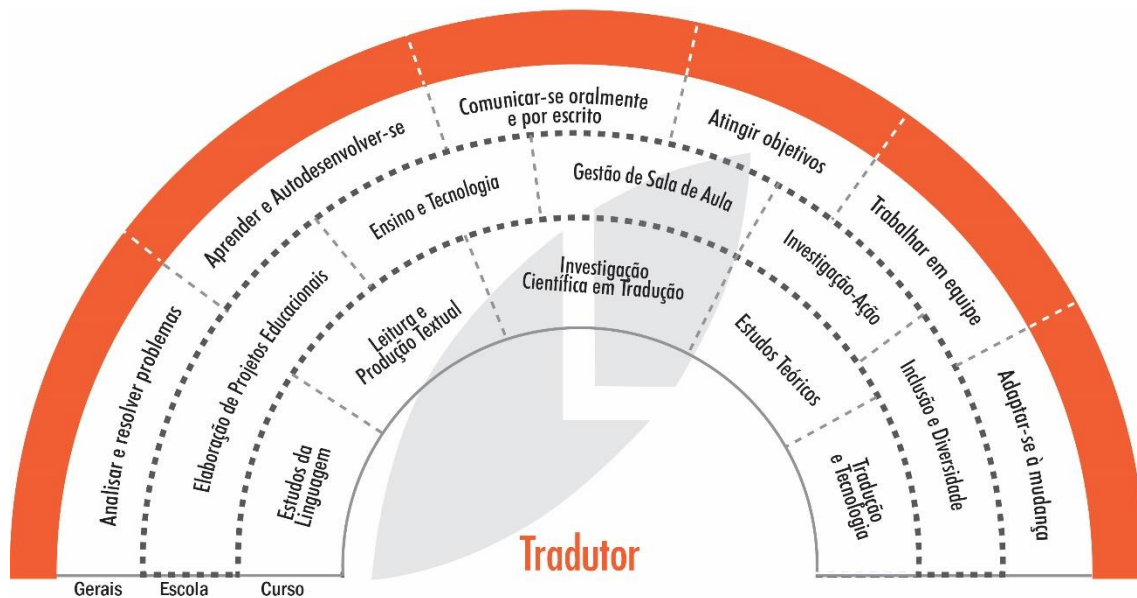 Analisar e resolver problemas
Aprender e Autodesenvolver-se
Comunicar-se oralmente
e por escrito
Atingir objetivos
Trabalhar em equipe
Adaptar-se à mudança
Elaboração de Projetos Educacionais
Ensino e Tecnologia
Gestão de Sala de Aula
Investigação-Ação
Inclusão e Diversidade
Estudos da
Linguagem
Leitura e
Produção Textual
Investigação
Científica em Tradução
Estudos Teóricos
Tradução
e Tecnologia
Tradutor
Gerais
Escola
Curso